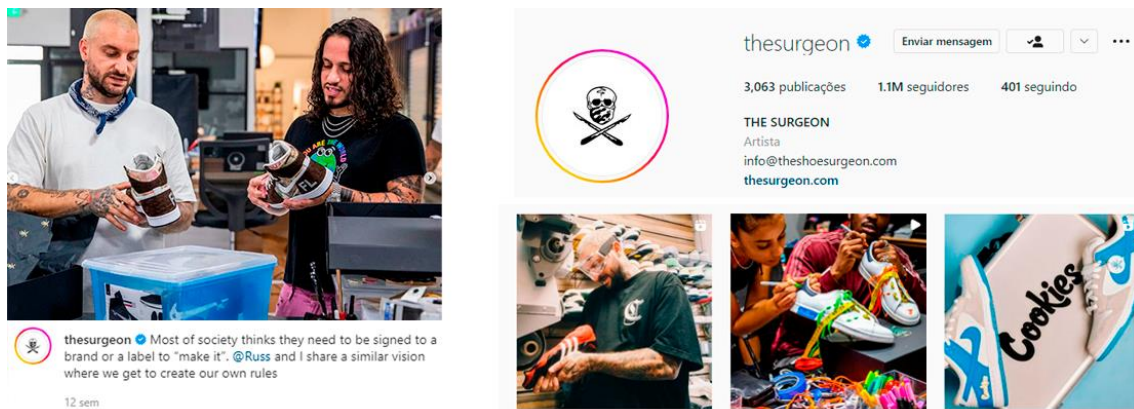 thesurgeon Most of society thinks they need to be signed to a
brand or a label to "make it". @Russ and I share a similar vision
where we get to create our own rules
12 sem
thesurgeon Enviar mensagem
3,063 publicações 1.1M seguidores 401 seguindo
THE SURGEON
Artista
info@theshoesurgeon.com
thesurgeon.com
FL
Cookies